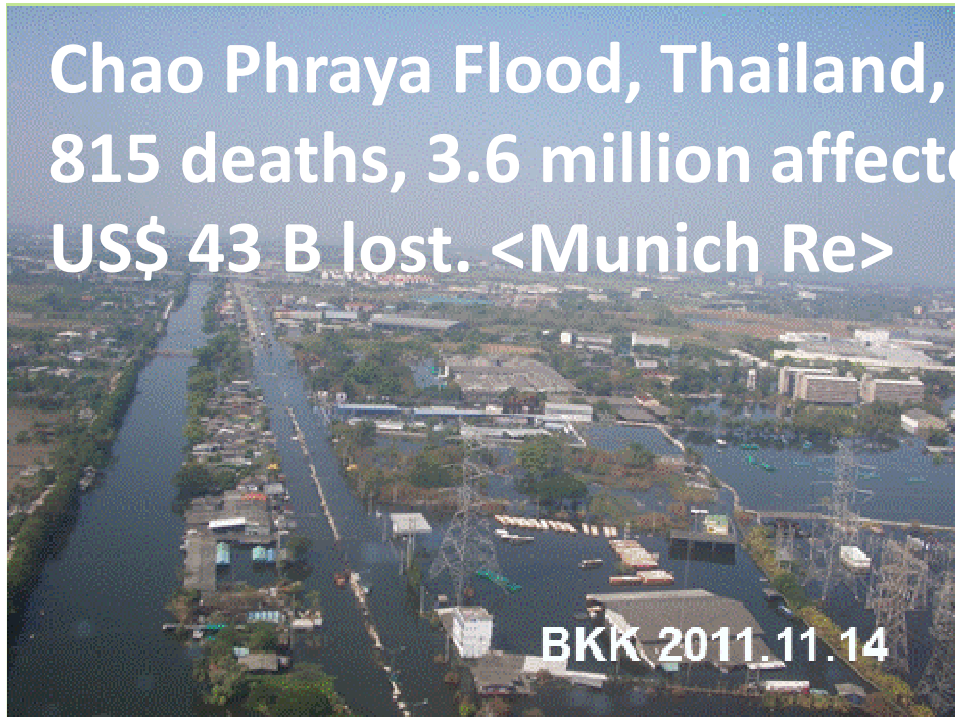 Chao Phraya Flood, Thailand,
815 deaths, 3.6 million affecte
US$ 43 B lost. <Munich Re>
BKK 2011.11.14